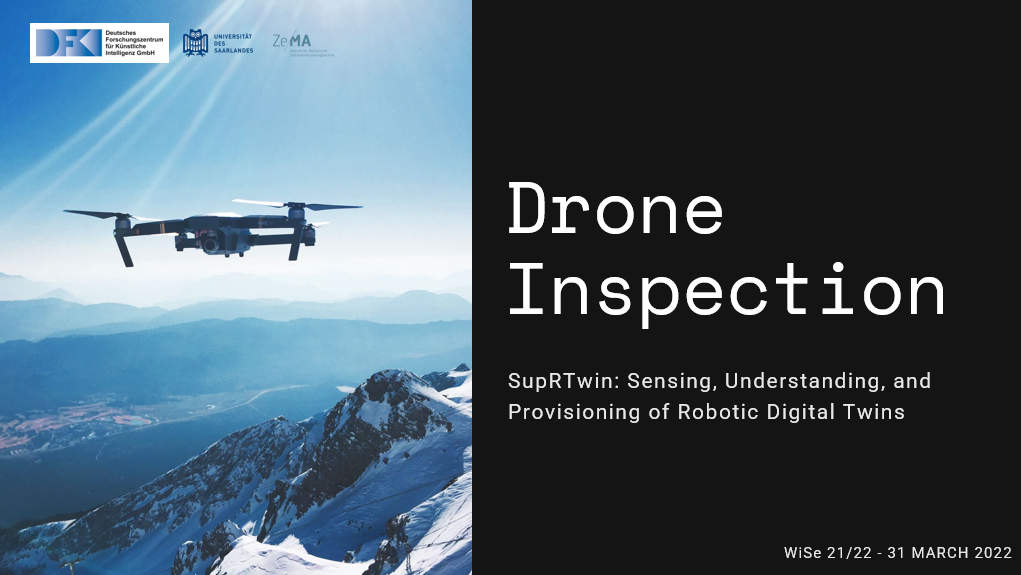 DFKI
Deutsches
Forschungszentrum
für Künstliche
Intelligenz GmbH
UNIVERSITÄT
DES
SAARLANDES
ZeMA
Drone
Inspection
SupRTwin: Sensing, Understanding, and
Provisioning of Robotic Digital Twins
WiSe 21/22 - 31 MARCH 2022